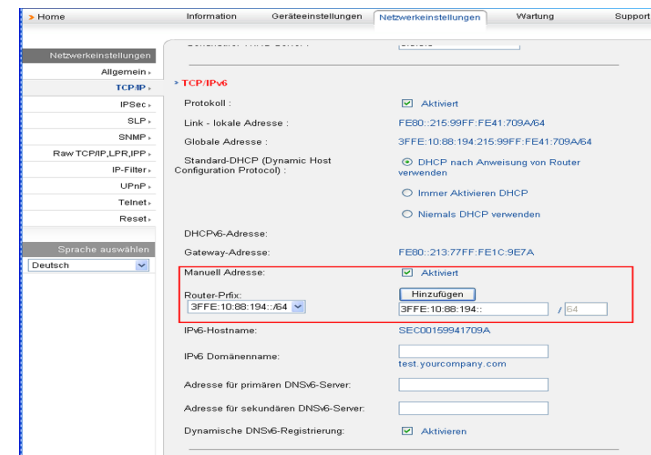 > Home
Information Geräteeinstellungen Netzwerkeinstellungen Wartung Support
Netzwerkeinstellungen
Allgemein
TCP/IP
IPSec
SLP
SNMP
Raw TCP/IP,LPR,IPP
IP-Filter
UPnP
Telnet
Reset
Sprache auswählen
Deutsch
> TCP/IPv6
Protokoll : Aktiviert
Link - lokale Adresse : FE80::215:99FF:FE41:709A/64
Globale Adresse : 3FFE:10:88:194:215:99FF:FE41:709A/64
Standard-DHCP (Dynamic Host Configuration Protocol) : DHCP nach Anweisung von Router verwenden
Immer Aktivieren DHCP
Niemals DHCP verwenden
DHCPv6-Adresse:
Gateway-Adresse: FE80::213:77FF:FE1C:9E7A
Manuell Adresse: Aktiviert
Router-Prfix: Hinzufügen
3FFE:10:88:194::/64 3FFE:10:88:194:: / 64
IPv6-Hostname: SEC00159941709A
IPv6 Domänenname:
test.yourcompany.com
Adresse für primären DNSv6-Server:
Adresse für sekundären DNSv6-Server:
Dynamische DNSv6-Registrierung: Aktivieren